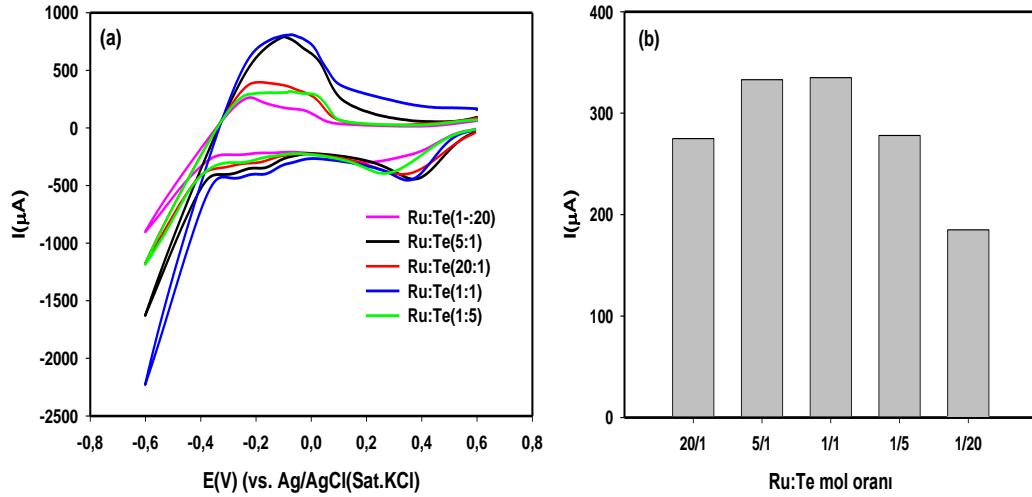 (a)
1000
500
0
-500
-1000
-1500
-2000
-2500
I(µA)
Ru:Te(1-:20)
Ru:Te(5:1)
Ru:Te(20:1)
Ru:Te(1:1)
Ru:Te(1:5)
-0,8 -0,6 -0,4 -0,2 0,0 0,2 0,4 0,6 0,8
E(V) (vs. Ag/AgCl(Sat.KCl)
(b)
400
300
200
100
0
I(µA)
20/1 5/1 1/1 1/5 1/20
Ru:Te mol oranı